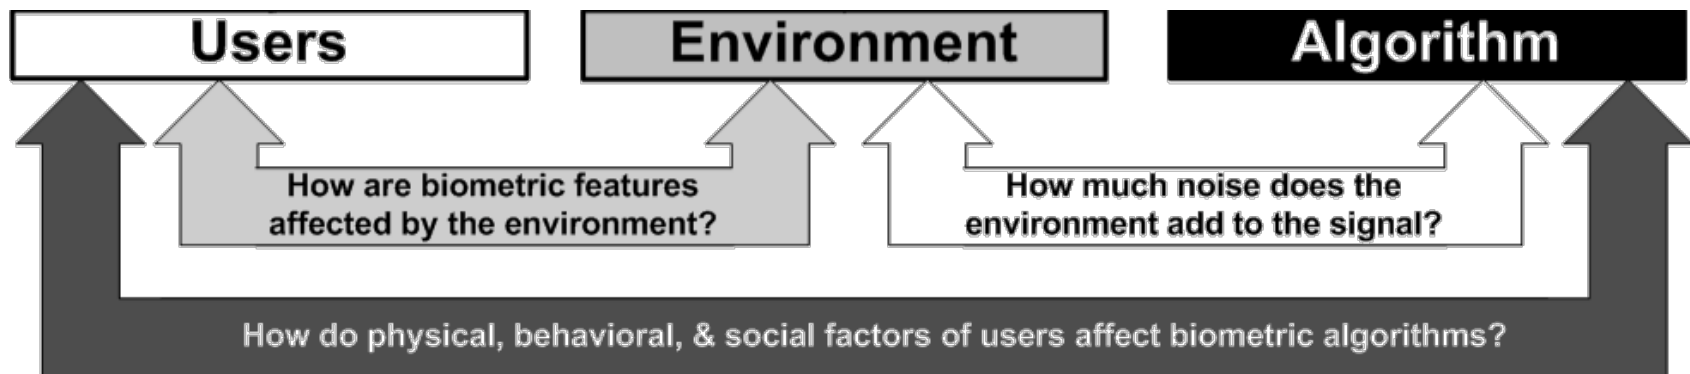 Users
Environment
Algorithm
How are biometric features
affected by the environment?
How much noise does the
environment add to the signal?
How do physical, behavioral, & social factors of users affect biometric algorithms?